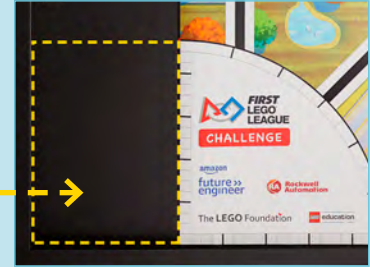 FIRST
LEGO
LEAGUE
CHALLENGE
amazon
future
engineer
Rockwell
Automation
The LEGO Foundation
education